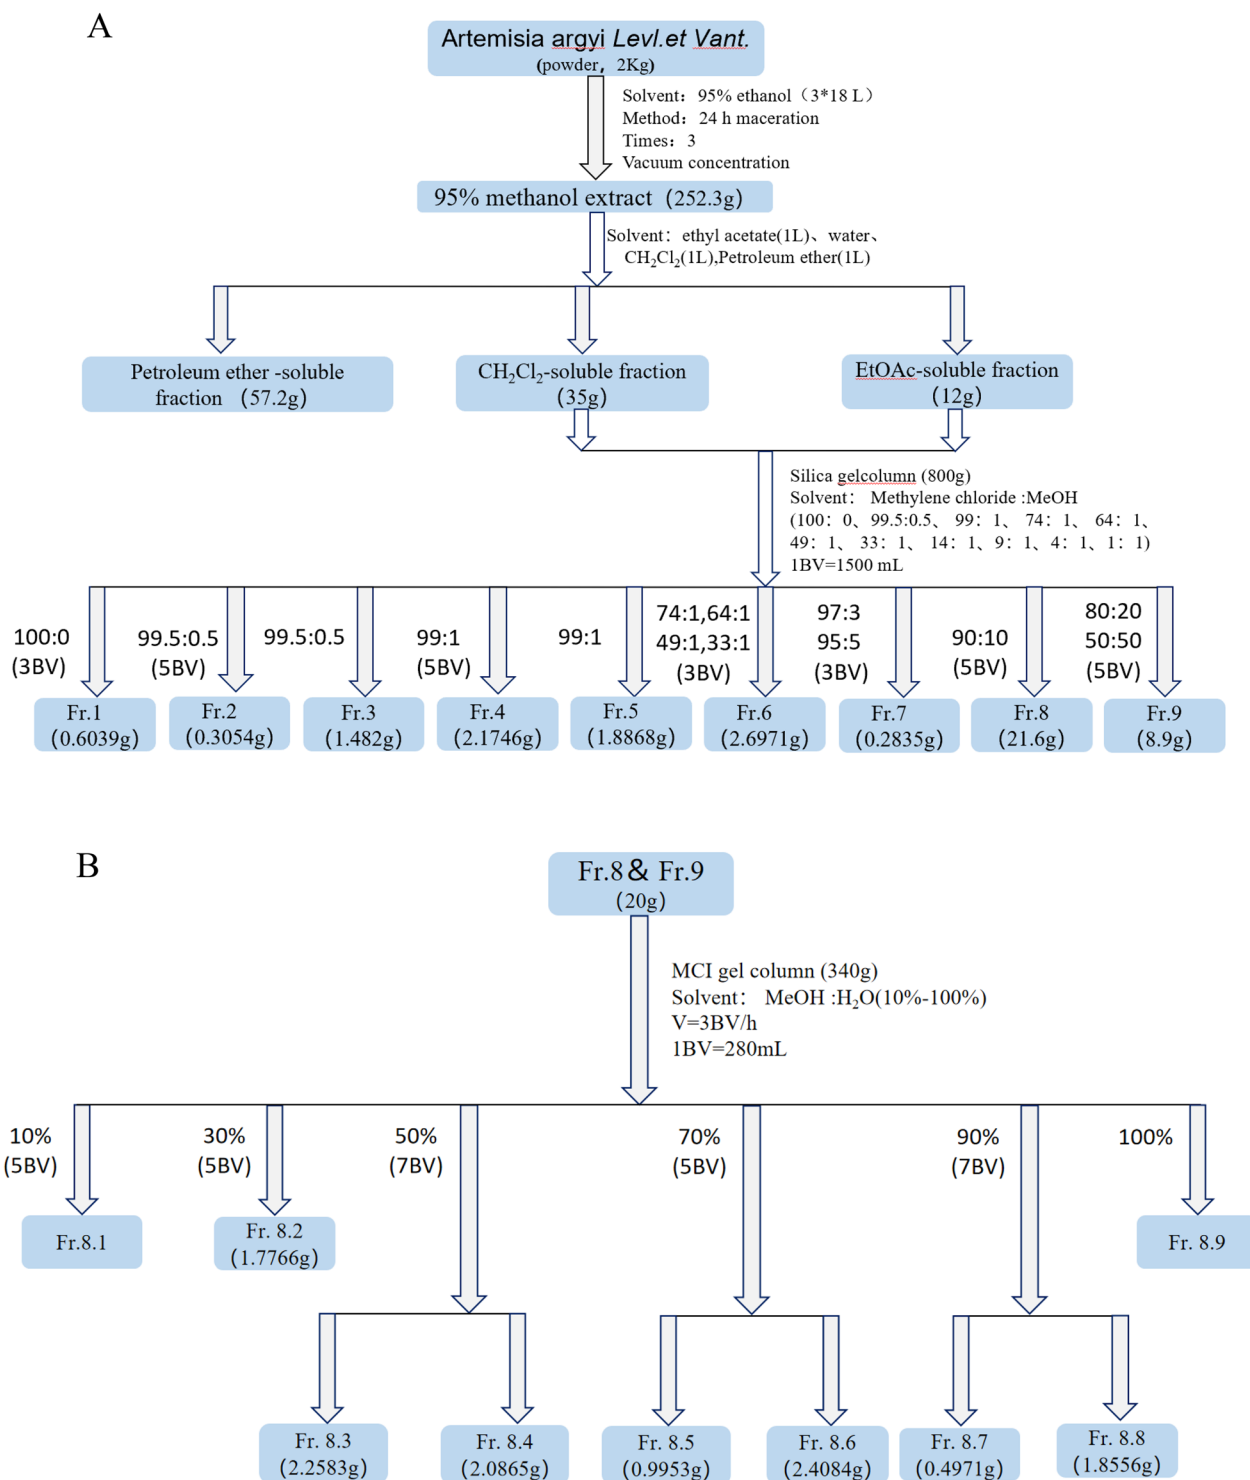 A
Artemisia argyi Levl.et Vant.
(powder, 2Kg)
Solvent: 95% ethanol (3*18 L)
Method: 24 h maceration
Times: 3
Vacuum concentration
95% methanol extract (252.3g)
Solvent: ethyl acetate(1L)、water、
CH₂Cl₂(1L),Petroleum ether(1L)
Petroleum ether -soluble
fraction (57.2g)
CH₂Cl₂-soluble fraction
(35g)
EtOAc-soluble fraction
(12g)
Silica gelcolumn (800g)
Solvent: Methylene chloride :MeOH
(100: 0、99.5:0.5、 99: 1、 74: 1、 64: 1、
49: 1、 33: 1、 14: 1、9: 1、4: 1、1: 1)
1BV=1500 mL
100:0
(3BV)
99.5:0.5
(5BV)
99.5:0.5
99:1
(5BV)
99:1
74:1,64:1
49:1,33:1
(3BV)
97:3
95:5
(3BV)
90:10
(5BV)
80:20
50:50
(5BV)
Fr.1
(0.6039g)
Fr.2
(0.3054g)
Fr.3
(1.482g)
Fr.4
(2.1746g)
Fr.5
(1.8868g)
Fr.6
(2.6971g)
Fr.7
(0.2835g)
Fr.8
(21.6g)
Fr.9
(8.9g)
B
Fr.8& Fr.9
(20g)
MCI gel column (340g)
Solvent: MeOH :H₂O(10%-100%)
V=3BV/h
1BV=280mL
10%
(5BV)
30%
(5BV)
50%
(7BV)
70%
(5BV)
90%
(7BV)
100%
Fr.8.1
Fr. 8.2
(1.7766g)
Fr. 8.9
Fr. 8.3
(2.2583g)
Fr. 8.4
(2.0865g)
Fr. 8.5
(0.9953g)
Fr. 8.6
(2.4084g)
Fr. 8.7
(0.4971g)
Fr. 8.8
(1.8556g)